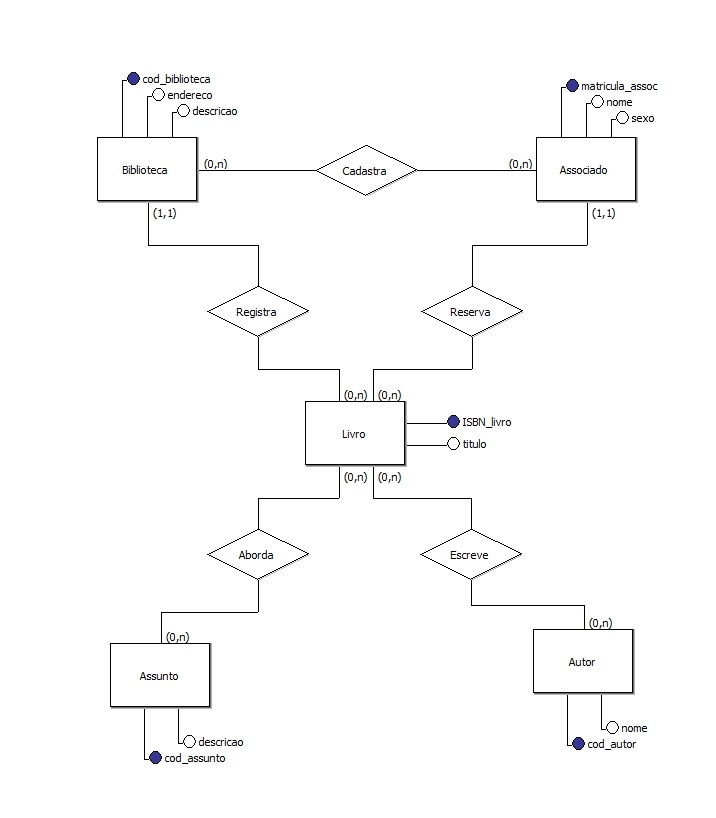 cod_biblioteca
endereco
descricao
matricula_assoc
nome
sexo
Biblioteca
(0,n)
Cadastra
(0,n)
Associado
(1,1)
(1,1)
Registra
Reserva
(0,n)
(0,n)
Livro
ISBN_livro
titulo
(0,n)
(0,n)
Aborda
Escreve
(0,n)
(0,n)
Assunto
Autor
descricao
cod_assunto
nome
cod_autor